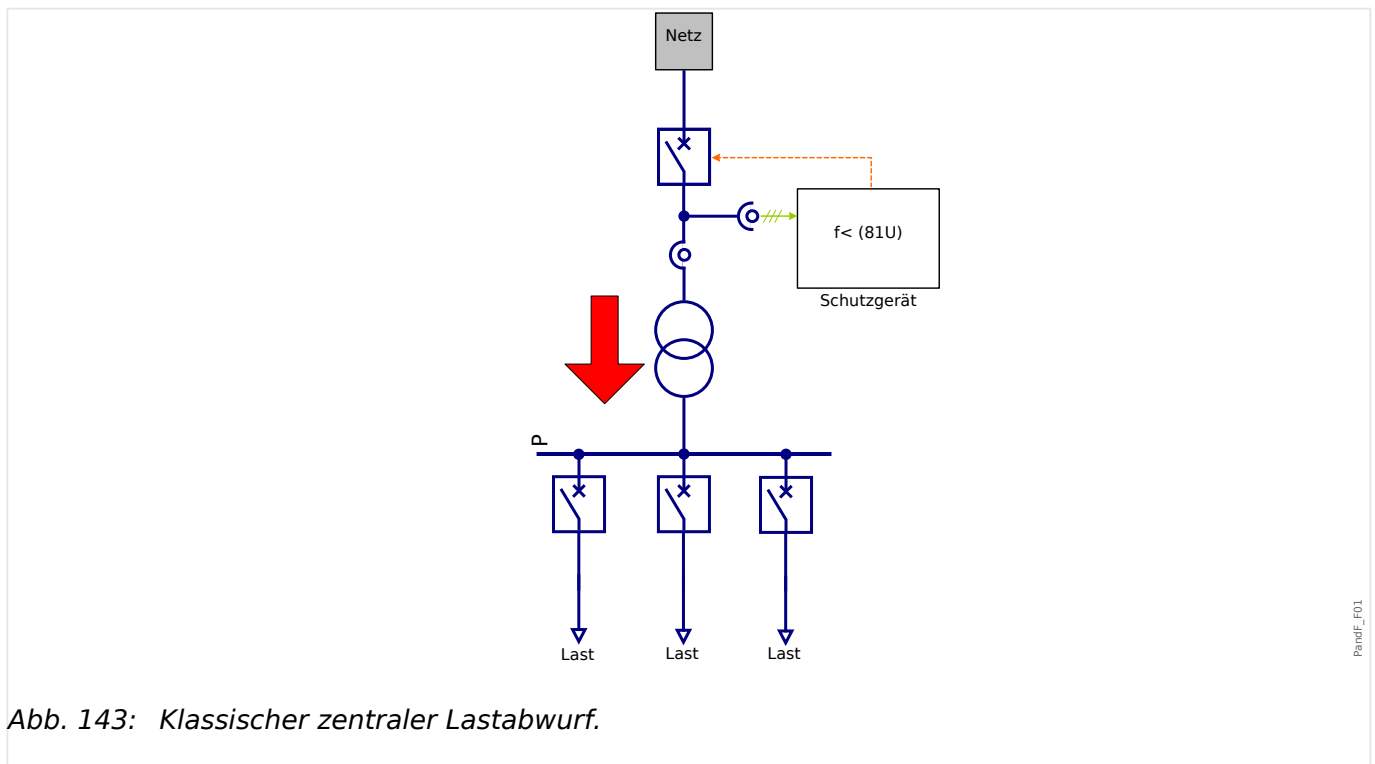 Netz
f< (81U)
Schutzgerät
P
Last
Last
Last
PandF_F01
Abb. 143: Klassischer zentraler Lastabwurf.